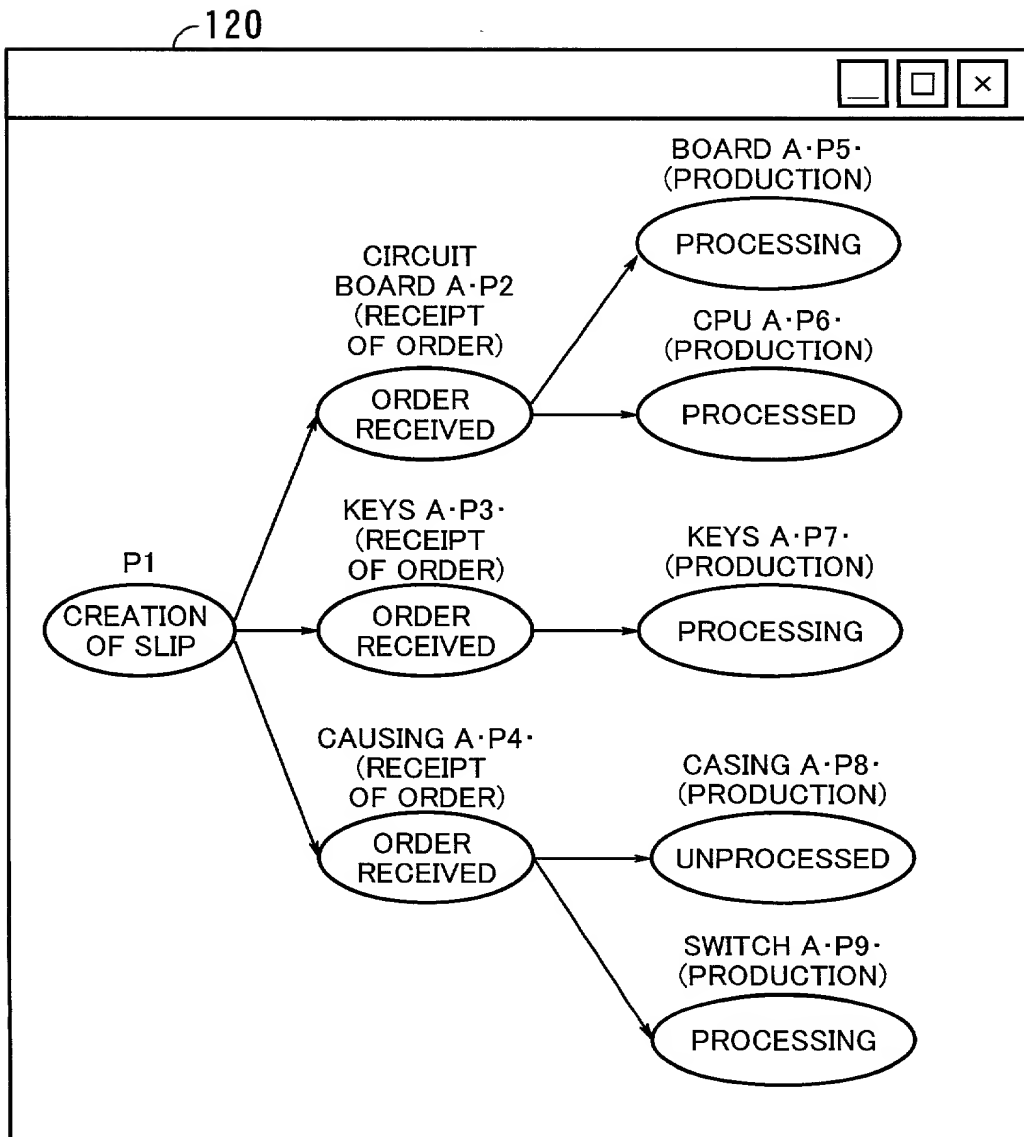 120
BOARD A·P5·
(PRODUCTION)
PROCESSING
CIRCUIT
BOARD A·P2
(RECEIPT
OF ORDER)
ORDER
RECEIVED
CPU A·P6·
(PRODUCTION)
PROCESSED
KEYS A·P3·
(RECEIPT
OF ORDER)
ORDER
RECEIVED
KEYS A·P7·
(PRODUCTION)
PROCESSING
P1
CREATION
OF SLIP
CAUSING A·P4·
(RECEIPT
OF ORDER)
ORDER
RECEIVED
CASING A·P8·
(PRODUCTION)
UNPROCESSED
SWITCH A·P9·
(PRODUCTION)
PROCESSING